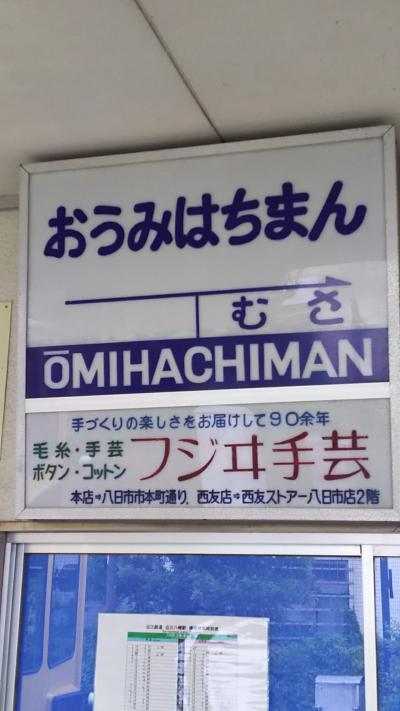 おうみはちまん
むさ
ŌMIHACHIMAN
手づくりの楽しさをお届けして90余年
毛糸・手芸
ボタン・コットン
フジヰ手芸
本店⇨八日市市本町通り、西友店⇨西友ストアー八日市店2階